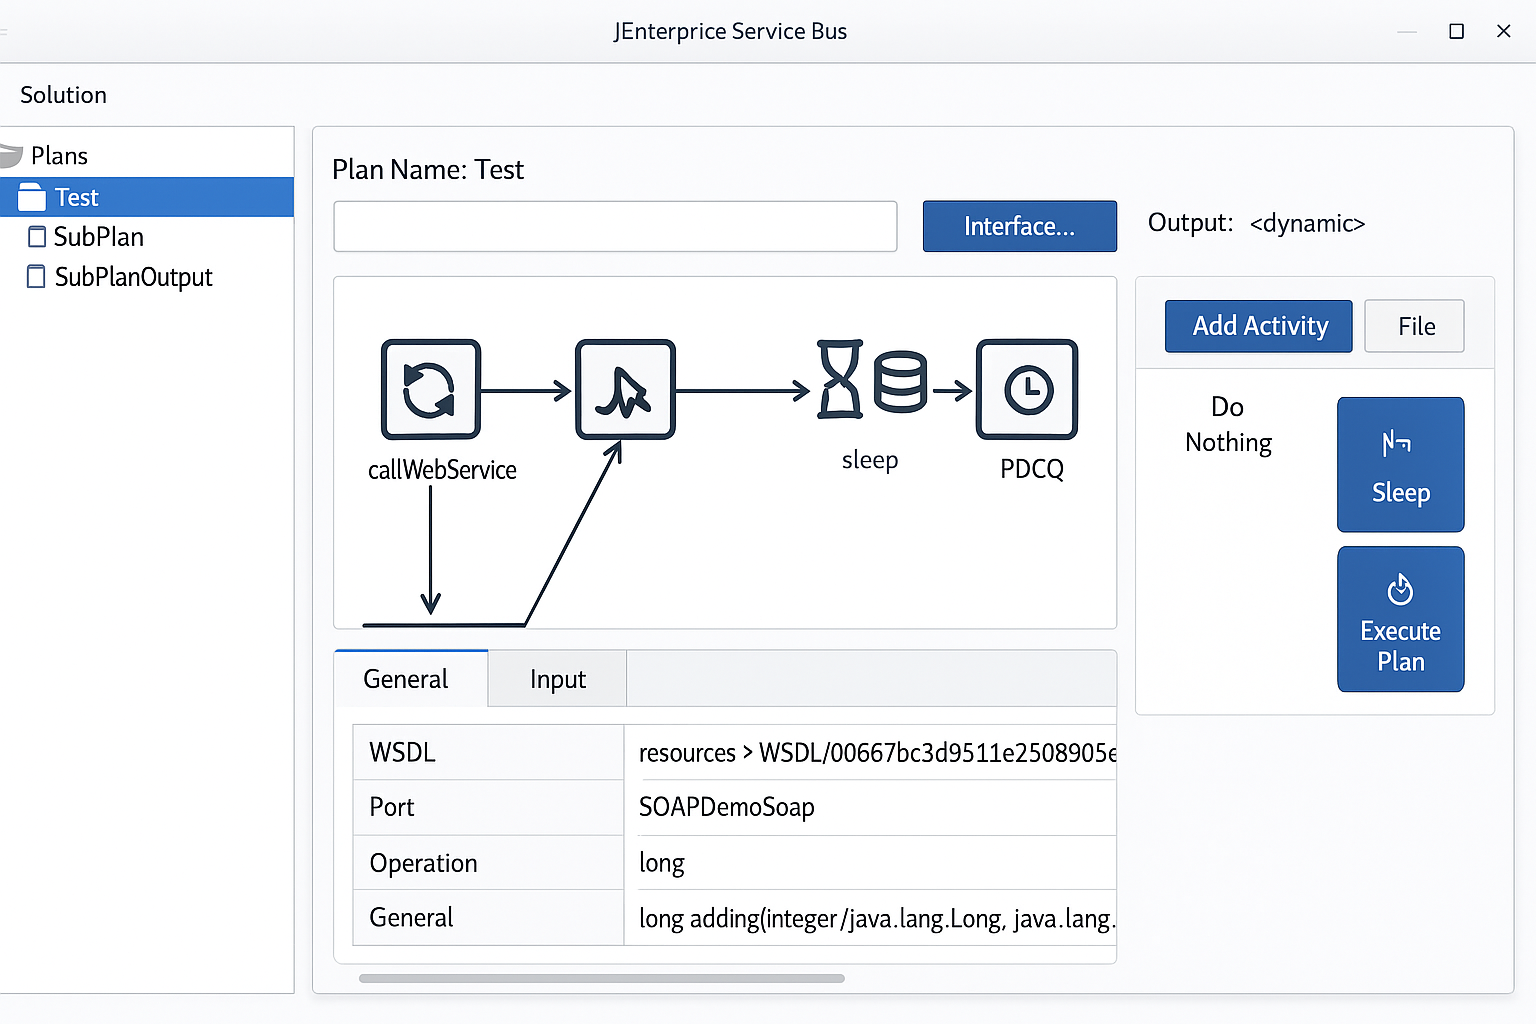 JEnterprice Service Bus
Solution
Plans
Test
SubPlan
SubPlanOutput
Plan Name: Test
Interface...
Output: <dynamic>
callWebService
sleep
PDCQ
Add Activity
File
Do
Nothing
Sleep
Execute
Plan
General
Input
WSDL
resources > WSDL/00667bc3d9511e2508905e
Port
SOAPDemoSoap
Operation
long
General
long adding(integer/java.lang.Long, java.lang.